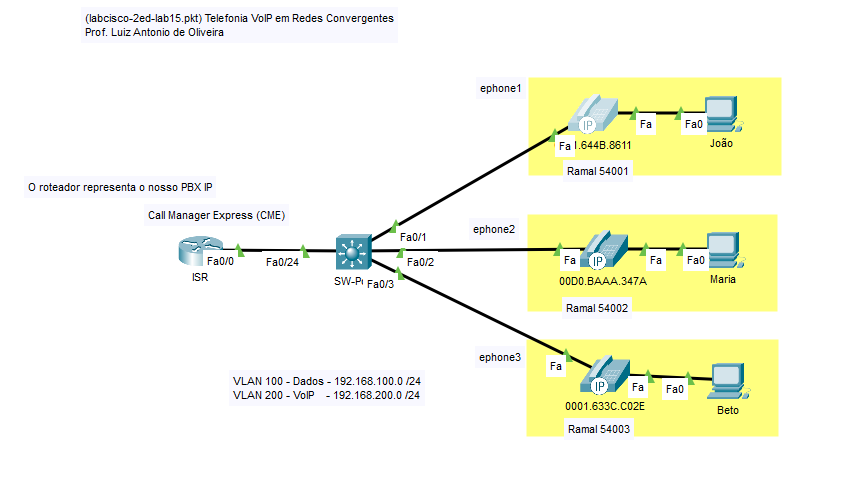 (labcisco-2ed-lab15.pkt) Telefonia VoIP em Redes Convergentes
Prof. Luiz Antonio de Oliveira
ephone1
IP
Fa
Fa0
Fa
1.644B.8611
João
Ramal 54001
O roteador representa o nosso PBX IP
Call Manager Express (CME)
ephone2
Fa0/1
Fa0/0
Fa0/24
Fa0/2
Fa
IP
Fa
Fa0
ISR
SW-P
Fa0/3
00D0.BAAA.347A
Maria
Ramal 54002
ephone3
Fa
IP
Fa
Fa0
VLAN 100 - Dados - 192.168.100.0 /24
VLAN 200 - VoIP - 192.168.200.0 /24
0001.633C.C02E
Beto
Ramal 54003